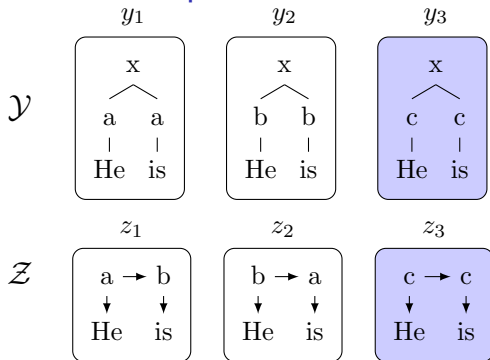 y₁ y₂ y₃
𝒴
x x x
a a b b c c
He is He is He is
z₁ z₂ z₃
𝒵
a b b a c c
He is He is He is